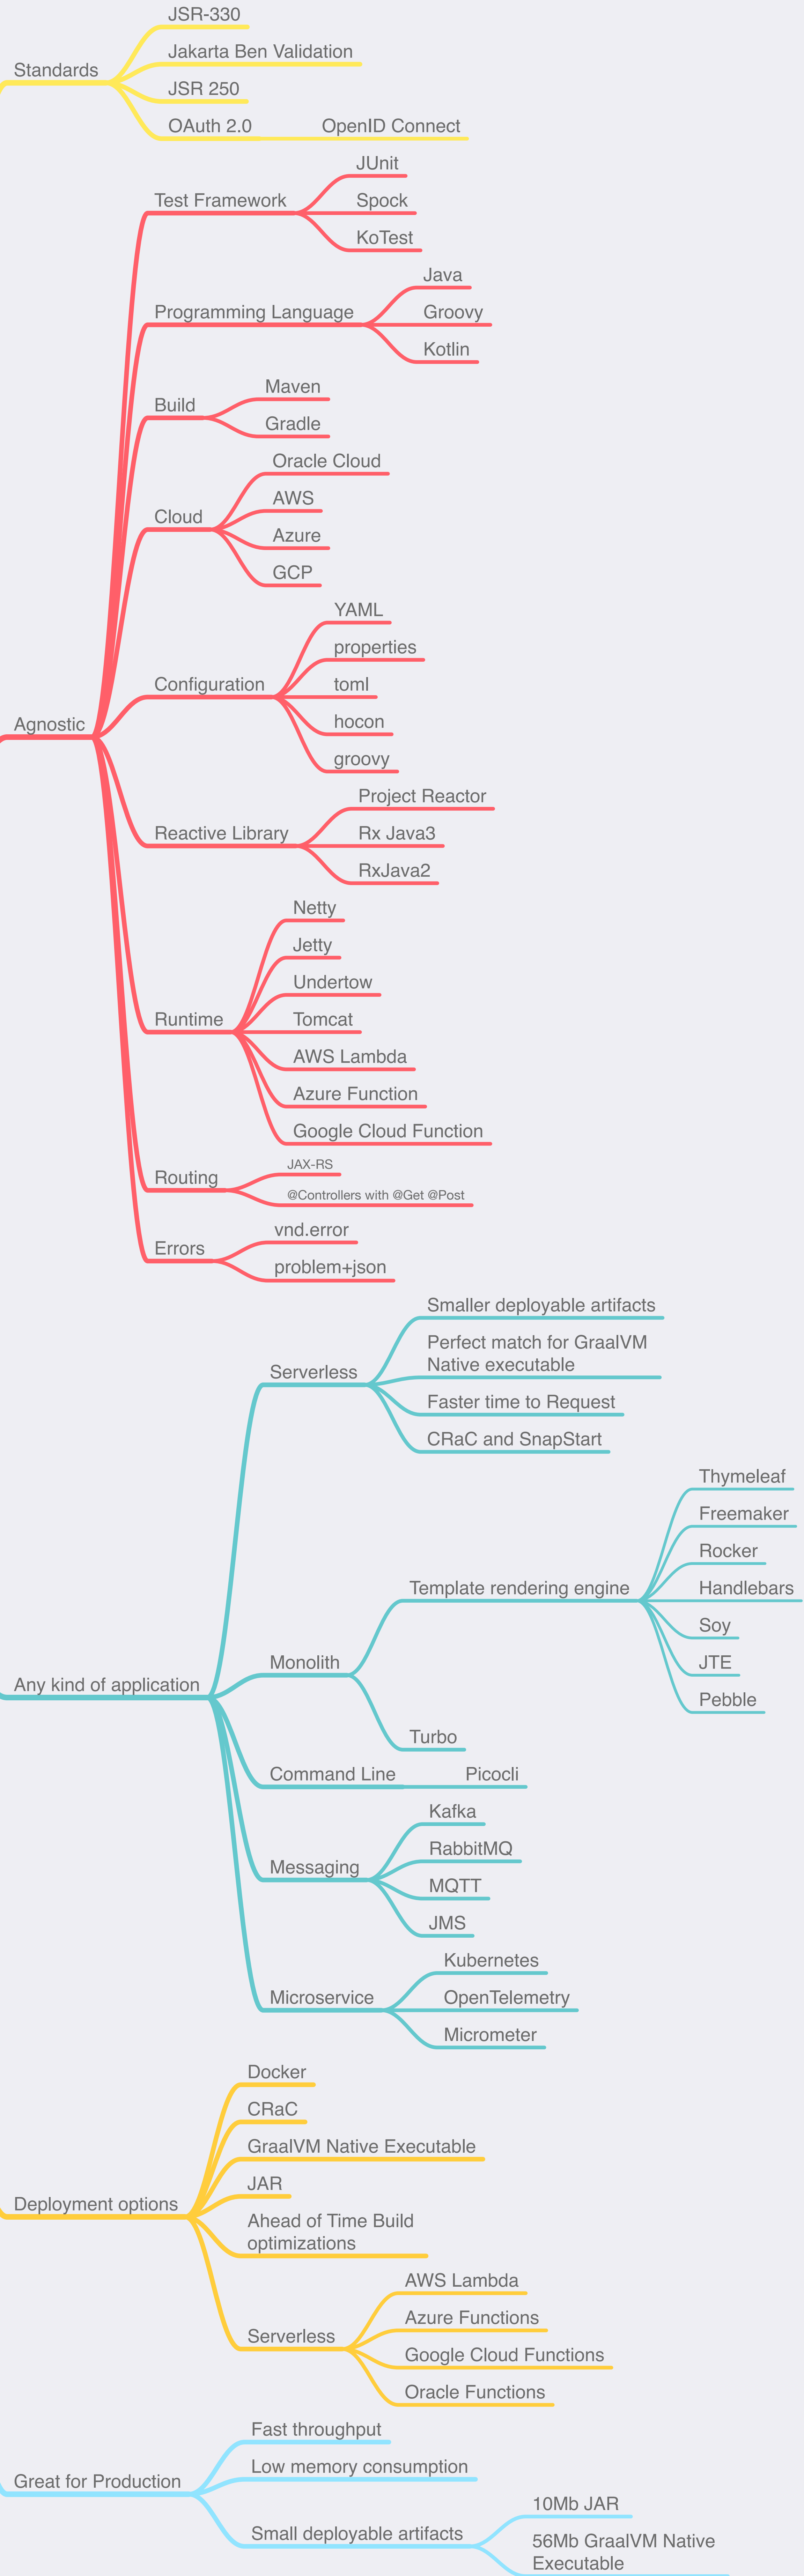 JSR-330
Jakarta Ben Validation
Standards
JSR 250
OAuth 2.0
OpenID Connect
JUnit
Test Framework
Spock
KoTest
Java
Programming Language
Groovy
Kotlin
Maven
Build
Gradle
Oracle Cloud
AWS
Cloud
Azure
GCP
YAML
properties
Configuration
toml
hocon
Agnostic
groovy
Project Reactor
Reactive Library
Rx Java3
RxJava2
Netty
Jetty
Undertow
Runtime
Tomcat
AWS Lambda
Azure Function
Google Cloud Function
JAX-RS
Routing
@Controllers with @Get @Post
vnd.error
Errors
problem+json
Smaller deployable artifacts
Perfect match for GraalVM
Native executable
Serverless
Faster time to Request
CRaC and SnapStart
Thymeleaf
Freemaker
Rocker
Template rendering engine
Handlebars
Soy
Monolith
JTE
Any kind of application
Pebble
Turbo
Command Line
Picocli
Kafka
RabbitMQ
Messaging
MQTT
JMS
Kubernetes
Microservice
OpenTelemetry
Micrometer
Docker
CRaC
GraalVM Native Executable
JAR
Deployment options
Ahead of Time Build
optimizations
AWS Lambda
Azure Functions
Serverless
Google Cloud Functions
Oracle Functions
Fast throughput
Low memory consumption
Great for Production
10Mb JAR
Small deployable artifacts
56Mb GraalVM Native
Executable